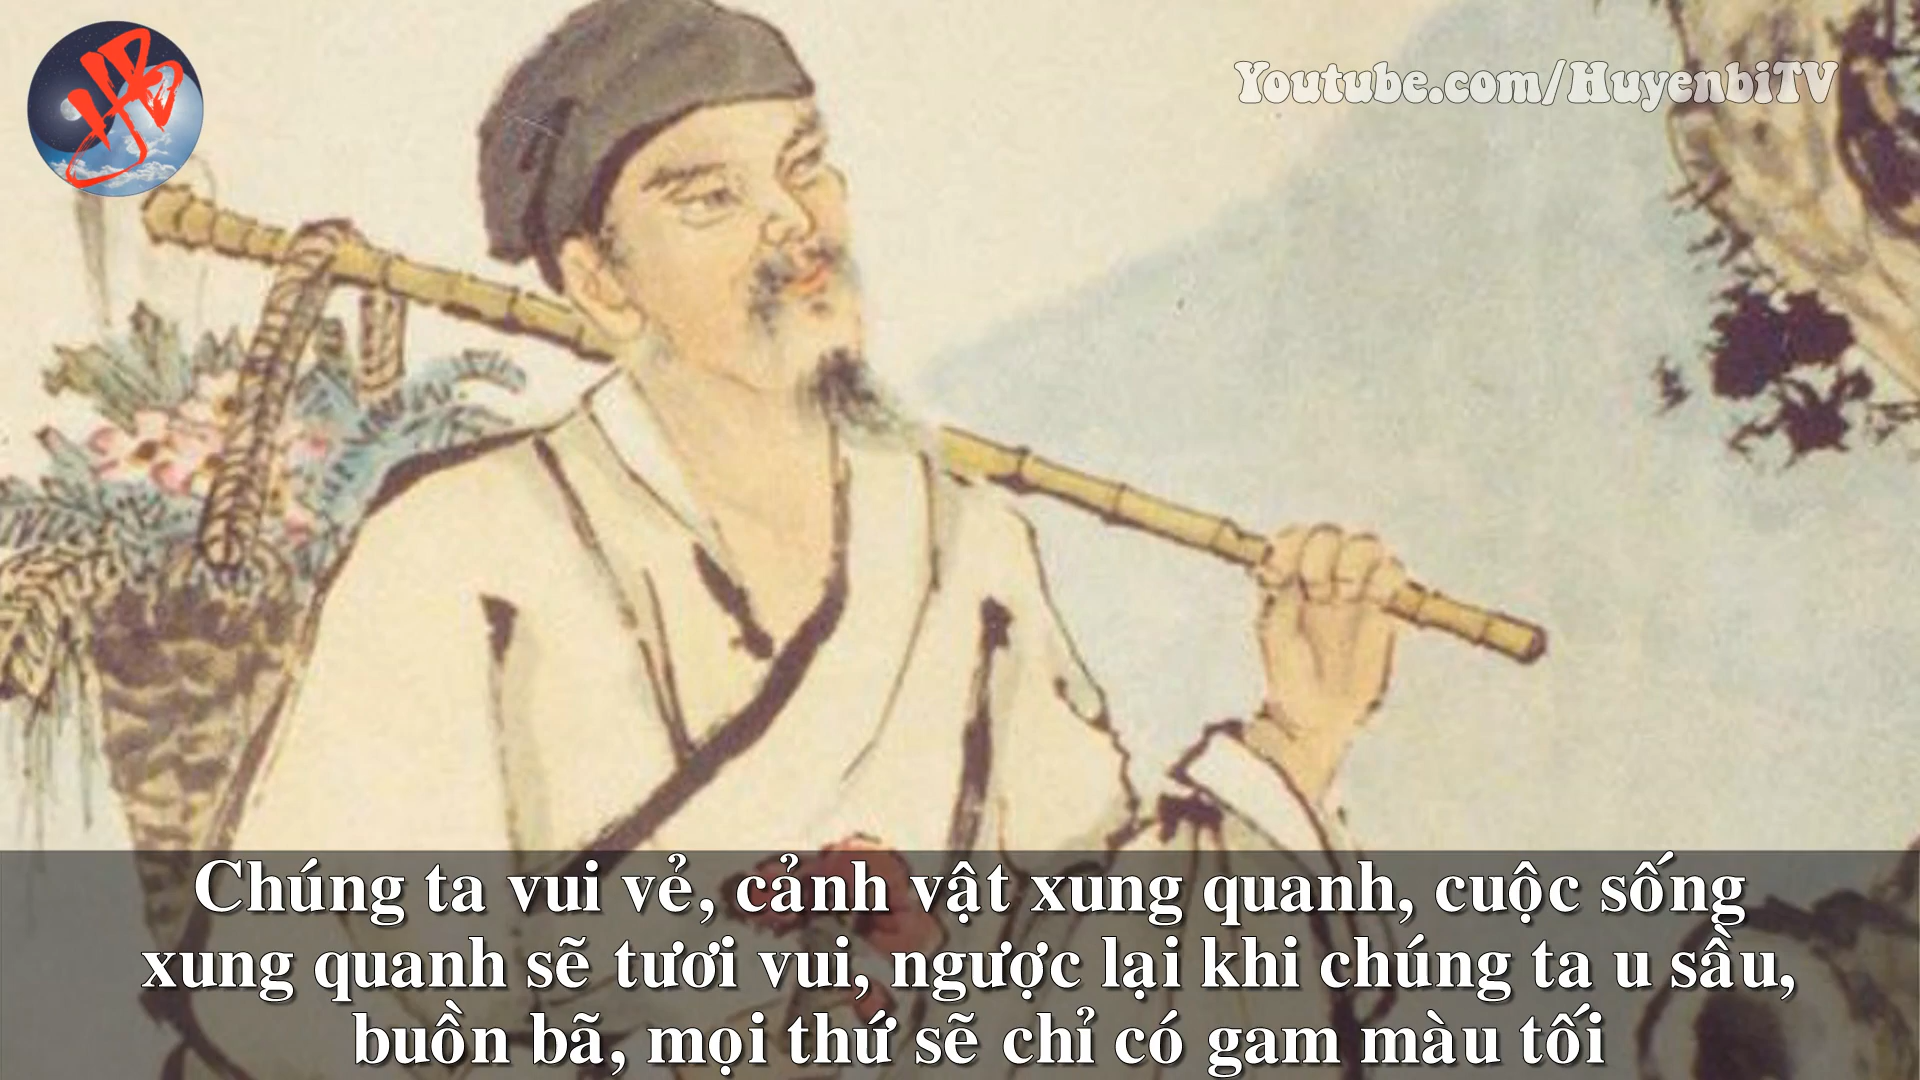 HB
Youtube.com/HuyenbiTV
Chúng ta vui vẻ, cảnh vật xung quanh, cuộc sống
xung quanh sẽ tươi vui, ngược lại khi chúng ta u sầu,
buồn bã, mọi thứ sẽ chỉ có gam màu tối